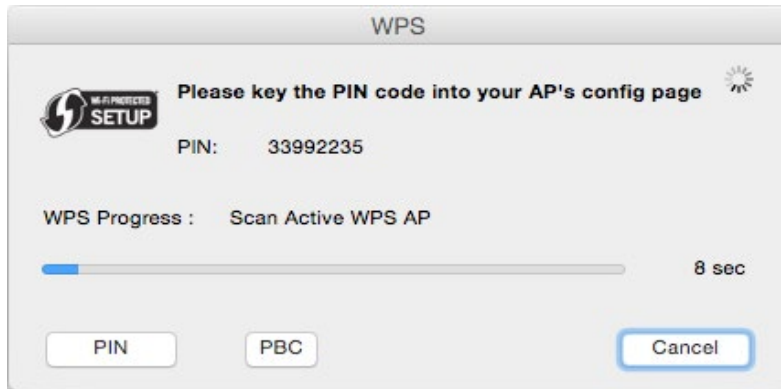 WPS
Wi-Fi PROTECTED
SETUP
Please key the PIN code into your AP's config page
PIN: 33992235
WPS Progress : Scan Active WPS AP
8 sec
PIN PBC Cancel